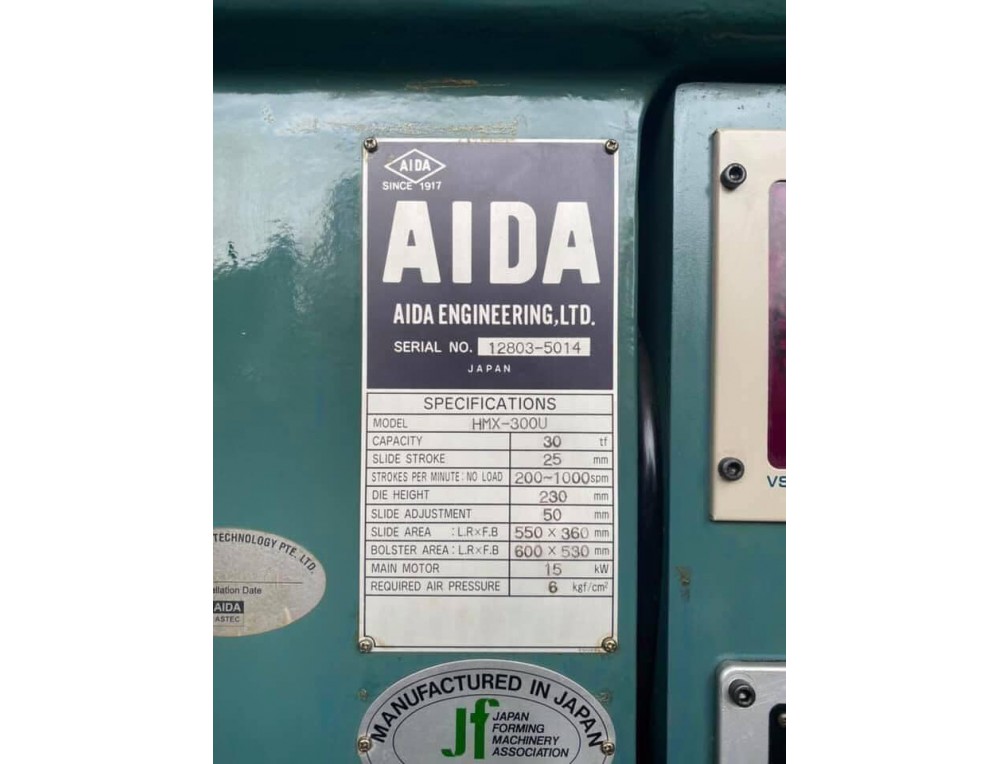 AIDA
SINCE 1917
AIDA
AIDA ENGINEERING,LTD.
SERIAL NO. 12803-5014
JAPAN
SPECIFICATIONS
MODEL HMX-300U
CAPACITY 30 tf
SLIDE STROKE 25 mm
STROKES PER MINUTE: NO LOAD 200~1000spm
DIE HEIGHT 230 mm
SLIDE ADJUSTMENT 50 mm
SLIDE AREA : L.R×F.B 550 × 360 mm
BOLSTER AREA : L.R×F.B 600 × 530 mm
MAIN MOTOR 15 kW
REQUIRED AIR PRESSURE 6 kgf/cm²
TECHNOLOGY PTE. LTD.
allation Date
AIDA
ASTEC
MANUFACTURED IN JAPAN
Jf JAPAN
FORMING
MACHINERY
ASSOCIATION
VS